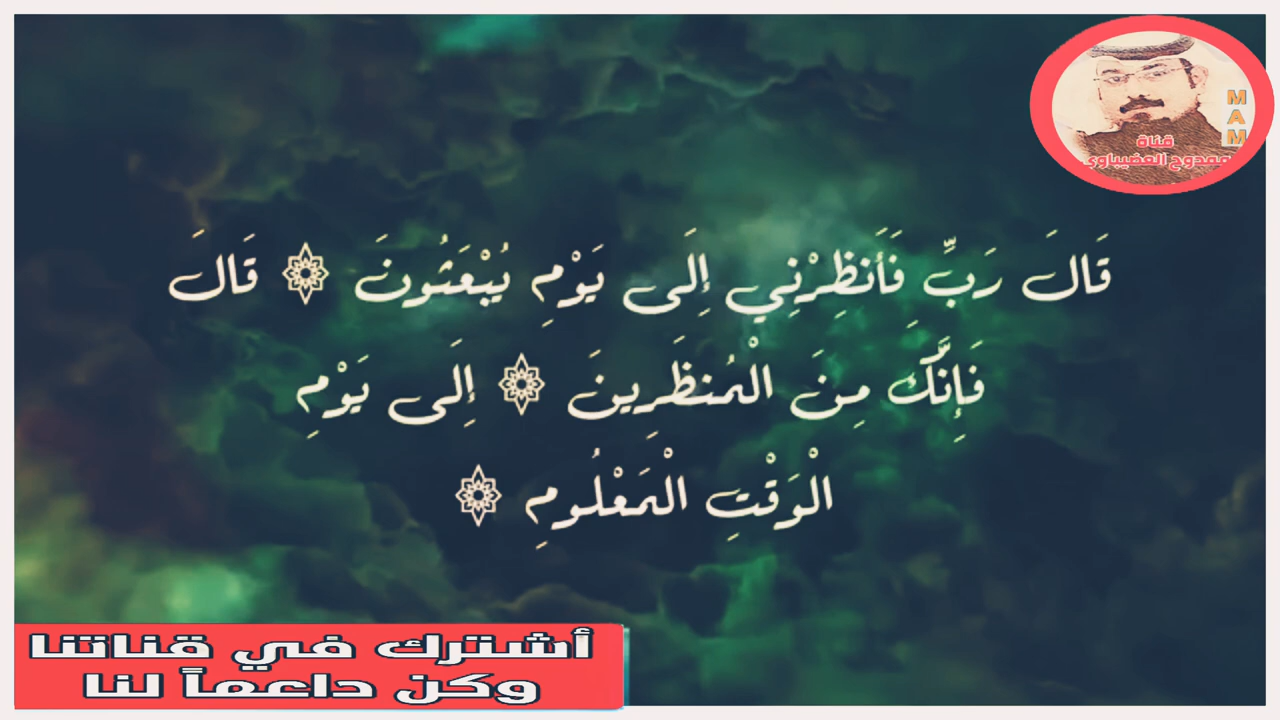 قَالَ رَبِّ فَأَنظِرْنِي إِلَى يَوْمِ يُبْعَثُونَ ۞ قَالَ
فَإِنَّكَ مِنَ الْمُنظَرِينَ ۞ إِلَى يَوْمِ
الْوَقْتِ الْمَعْلُومِ ۞
MAM
قناة
ممدوح العضيباوي
أشترك في قناتنا
وكن داعماً لنا